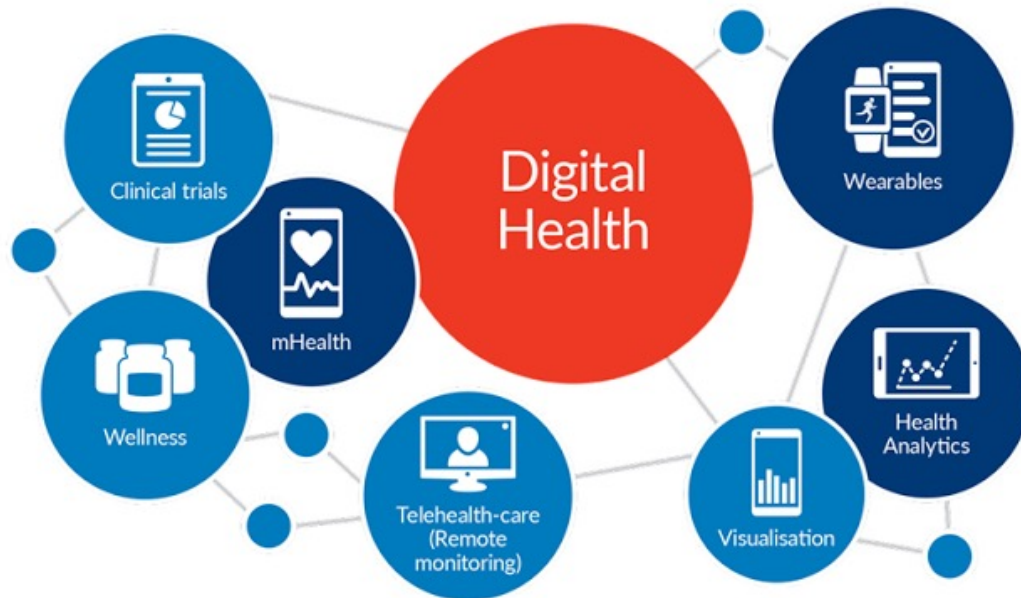 Digital
Health
Clinical trials
Wearables
mHealth
Wellness
Health
Analytics
Telehealth-care
(Remote
monitoring)
Visualisation